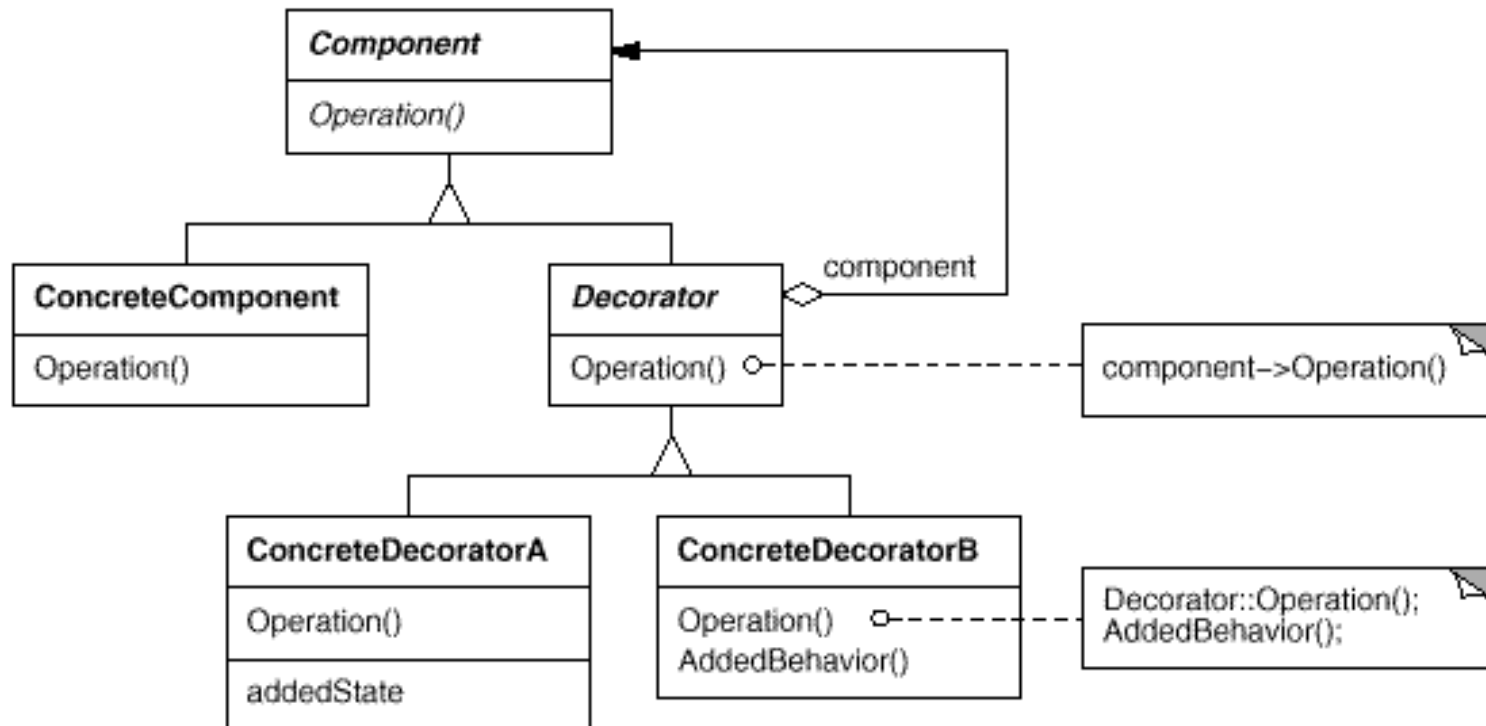 Component
Operation()
component
ConcreteComponent
Operation()
Decorator
Operation()
component–>Operation()
ConcreteDecoratorA
Operation()
addedState
ConcreteDecoratorB
Operation()
AddedBehavior()
Decorator::Operation();
AddedBehavior();